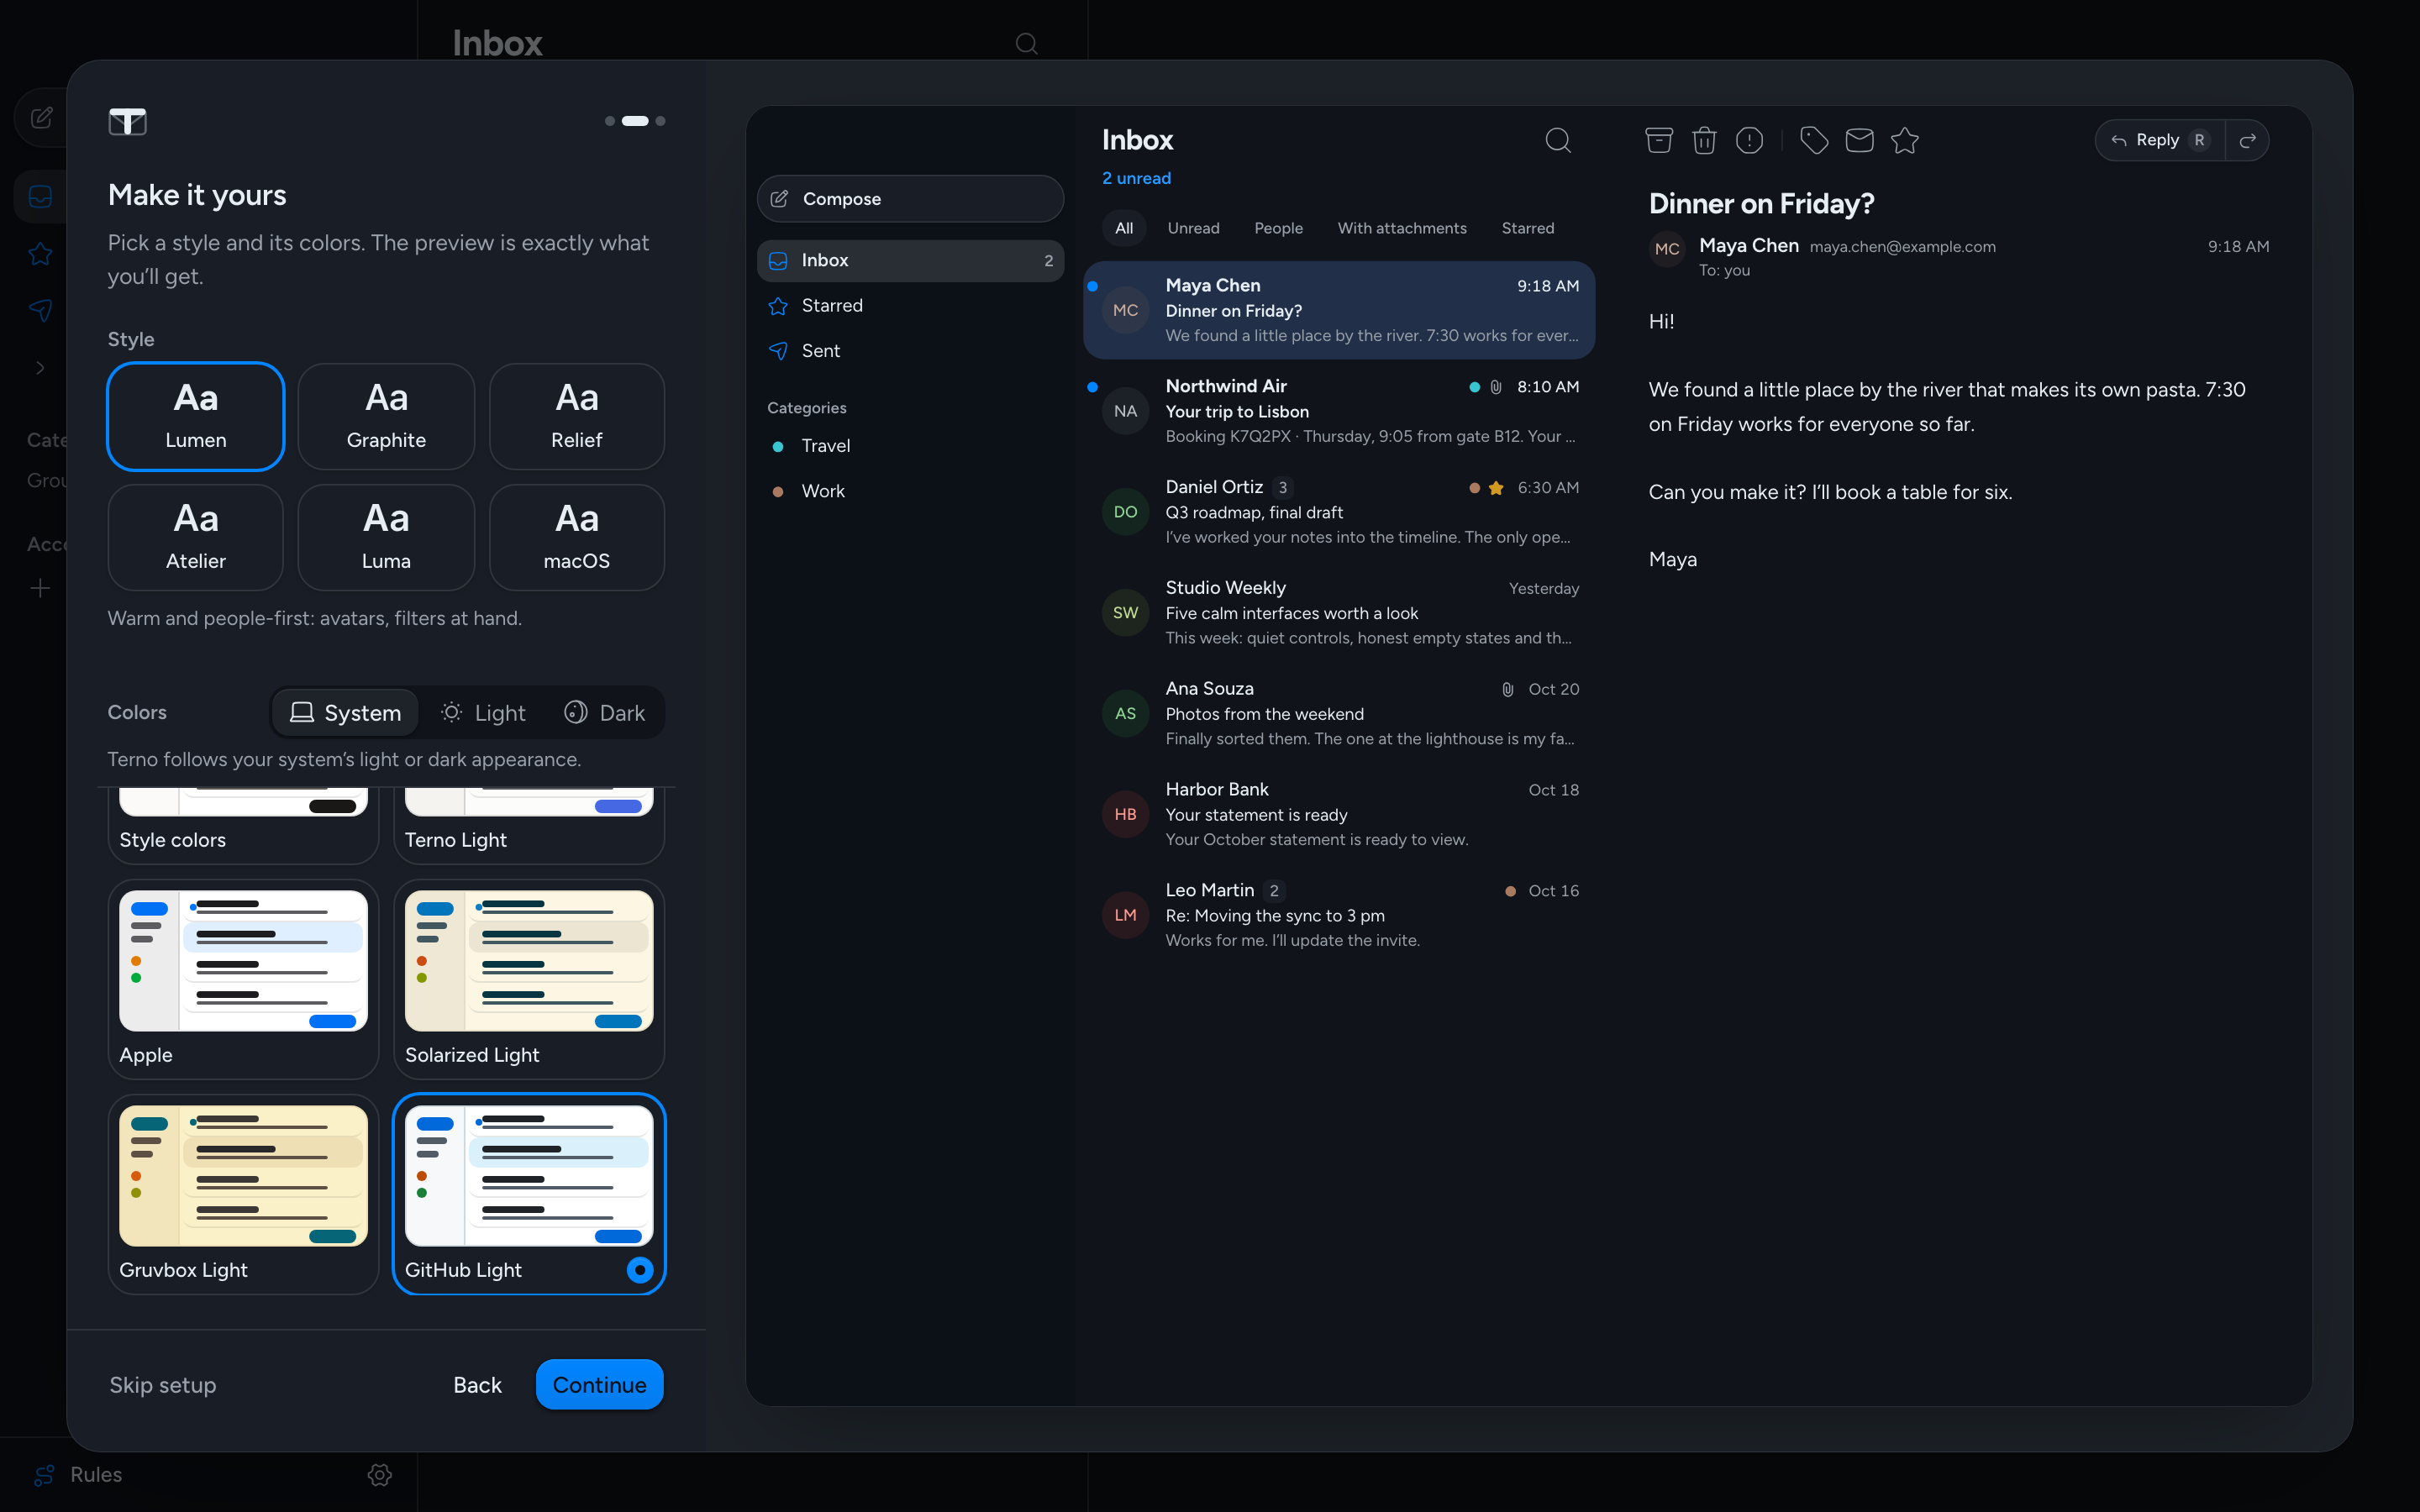 Inbox
Make it yours
Pick a style and its colors. The preview is exactly what
you'll get.
Style
Aa
Lumen
Aa
Graphite
Aa
Relief
Aa
Atelier
Aa
Luma
Aa
macOS
Warm and people-first: avatars, filters at hand.
Colors
System
Light
Dark
Terno follows your system's light or dark appearance.
Style colors
Terno Light
Apple
Solarized Light
Gruvbox Light
GitHub Light
Skip setup
Back
Continue
Rules
Compose
Inbox 2
Starred
Sent
Categories
Travel
Work
Inbox
2 unread
All
Unread
People
With attachments
Starred
MC
Maya Chen 9:18 AM
Dinner on Friday?
We found a little place by the river. 7:30 works for ever...
NA
Northwind Air 8:10 AM
Your trip to Lisbon
Booking K7Q2PX · Thursday, 9:05 from gate B12. Your ...
DO
Daniel Ortiz 3 6:30 AM
Q3 roadmap, final draft
I've worked your notes into the timeline. The only ope...
SW
Studio Weekly Yesterday
Five calm interfaces worth a look
This week: quiet controls, honest empty states and th...
AS
Ana Souza Oct 20
Photos from the weekend
Finally sorted them. The one at the lighthouse is my fa...
HB
Harbor Bank Oct 18
Your statement is ready
Your October statement is ready to view.
LM
Leo Martin 2 Oct 16
Re: Moving the sync to 3 pm
Works for me. I'll update the invite.
Reply R
Dinner on Friday?
MC
Maya Chen maya.chen@example.com 9:18 AM
To: you
Hi!
We found a little place by the river that makes its own pasta. 7:30
on Friday works for everyone so far.
Can you make it? I'll book a table for six.
Maya